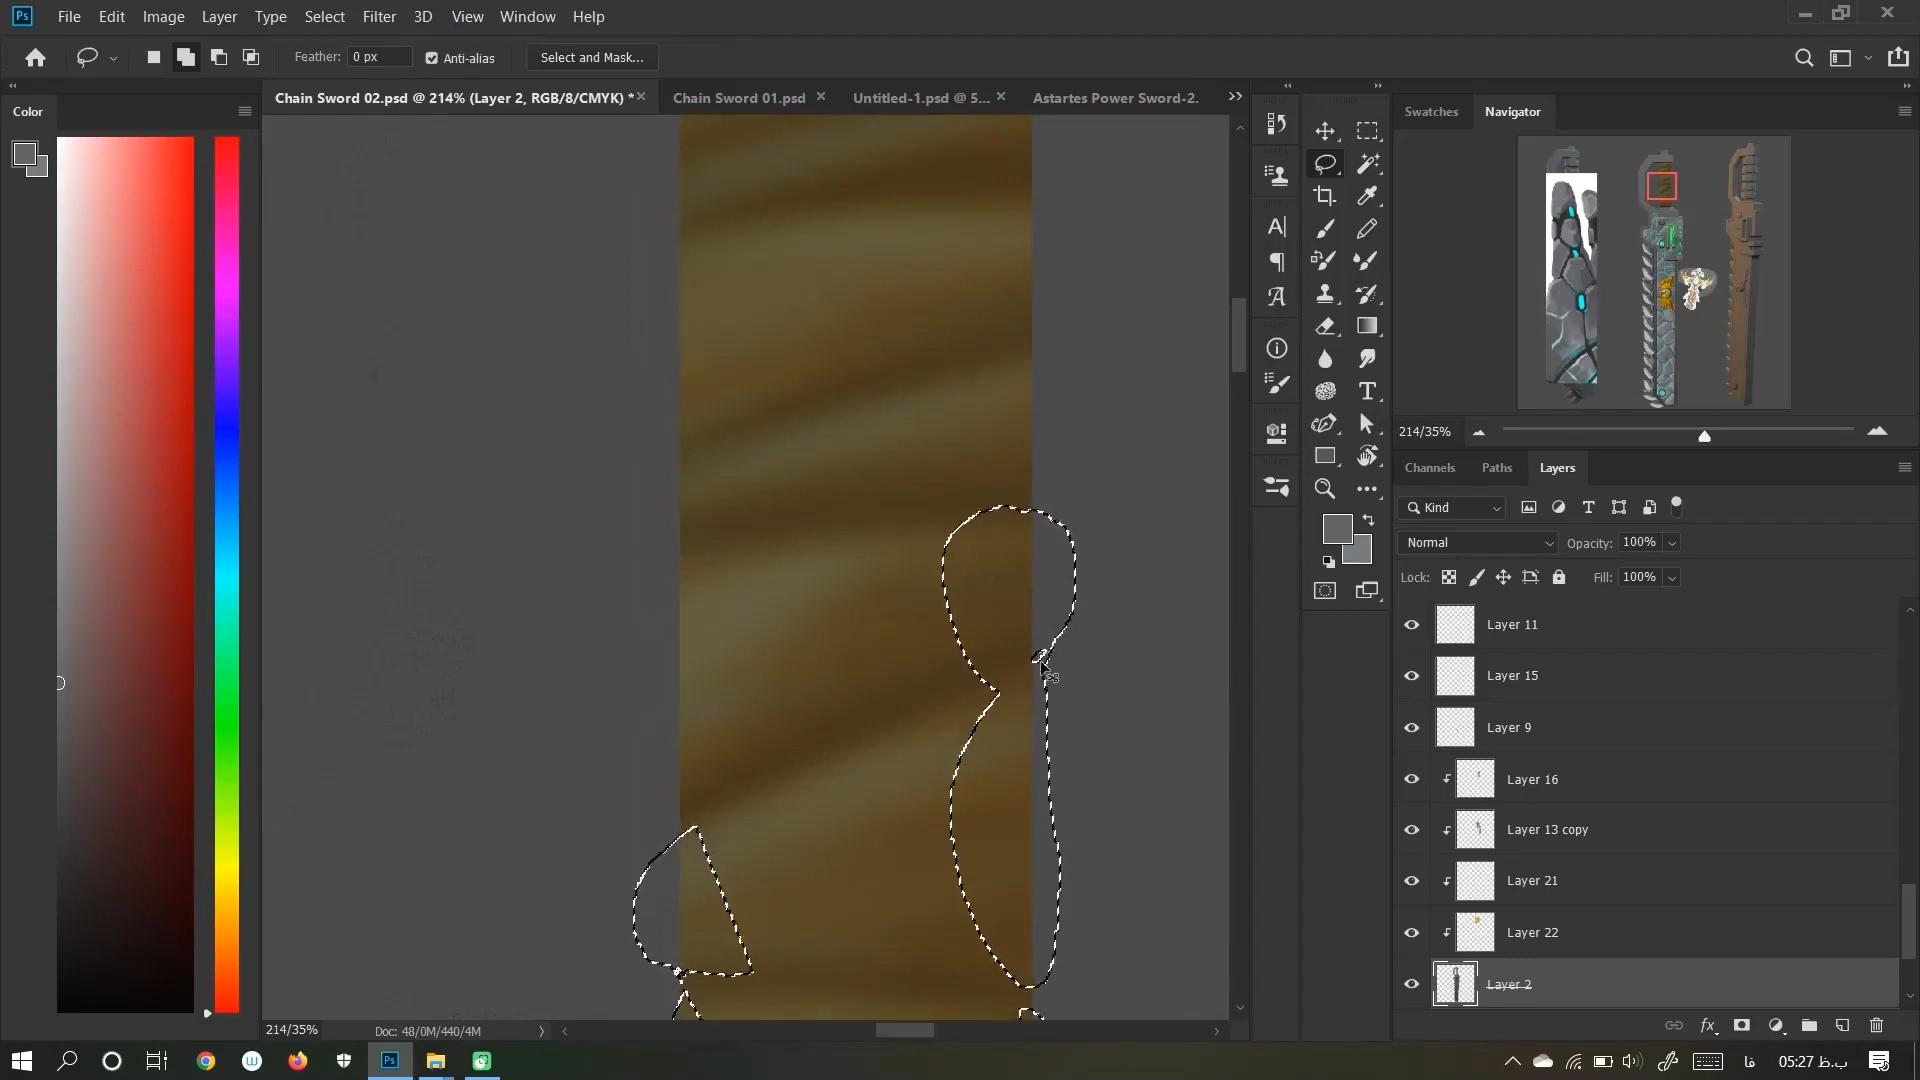 Ps File Edit Image Layer Type Select Filter 3D View Window Help
Feather: 0 px Anti-alias Select and Mask...
Chain Sword 02.psd @ 214% (Layer 2, RGB/8/CMYK) * Chain Sword 01.psd Untitled-1.psd @ 5... Astartes Power Sword-2.
Color
Swatches Navigator
214/35%
Channels Paths Layers
Kind
Normal Opacity: 100%
Lock: Fill: 100%
Layer 11
Layer 15
Layer 9
Layer 16
Layer 13 copy
Layer 21
Layer 22
Layer 2
fx
214/35% Doc: 48/0M/440/4M
Ps فا 05:27 ب.ظ